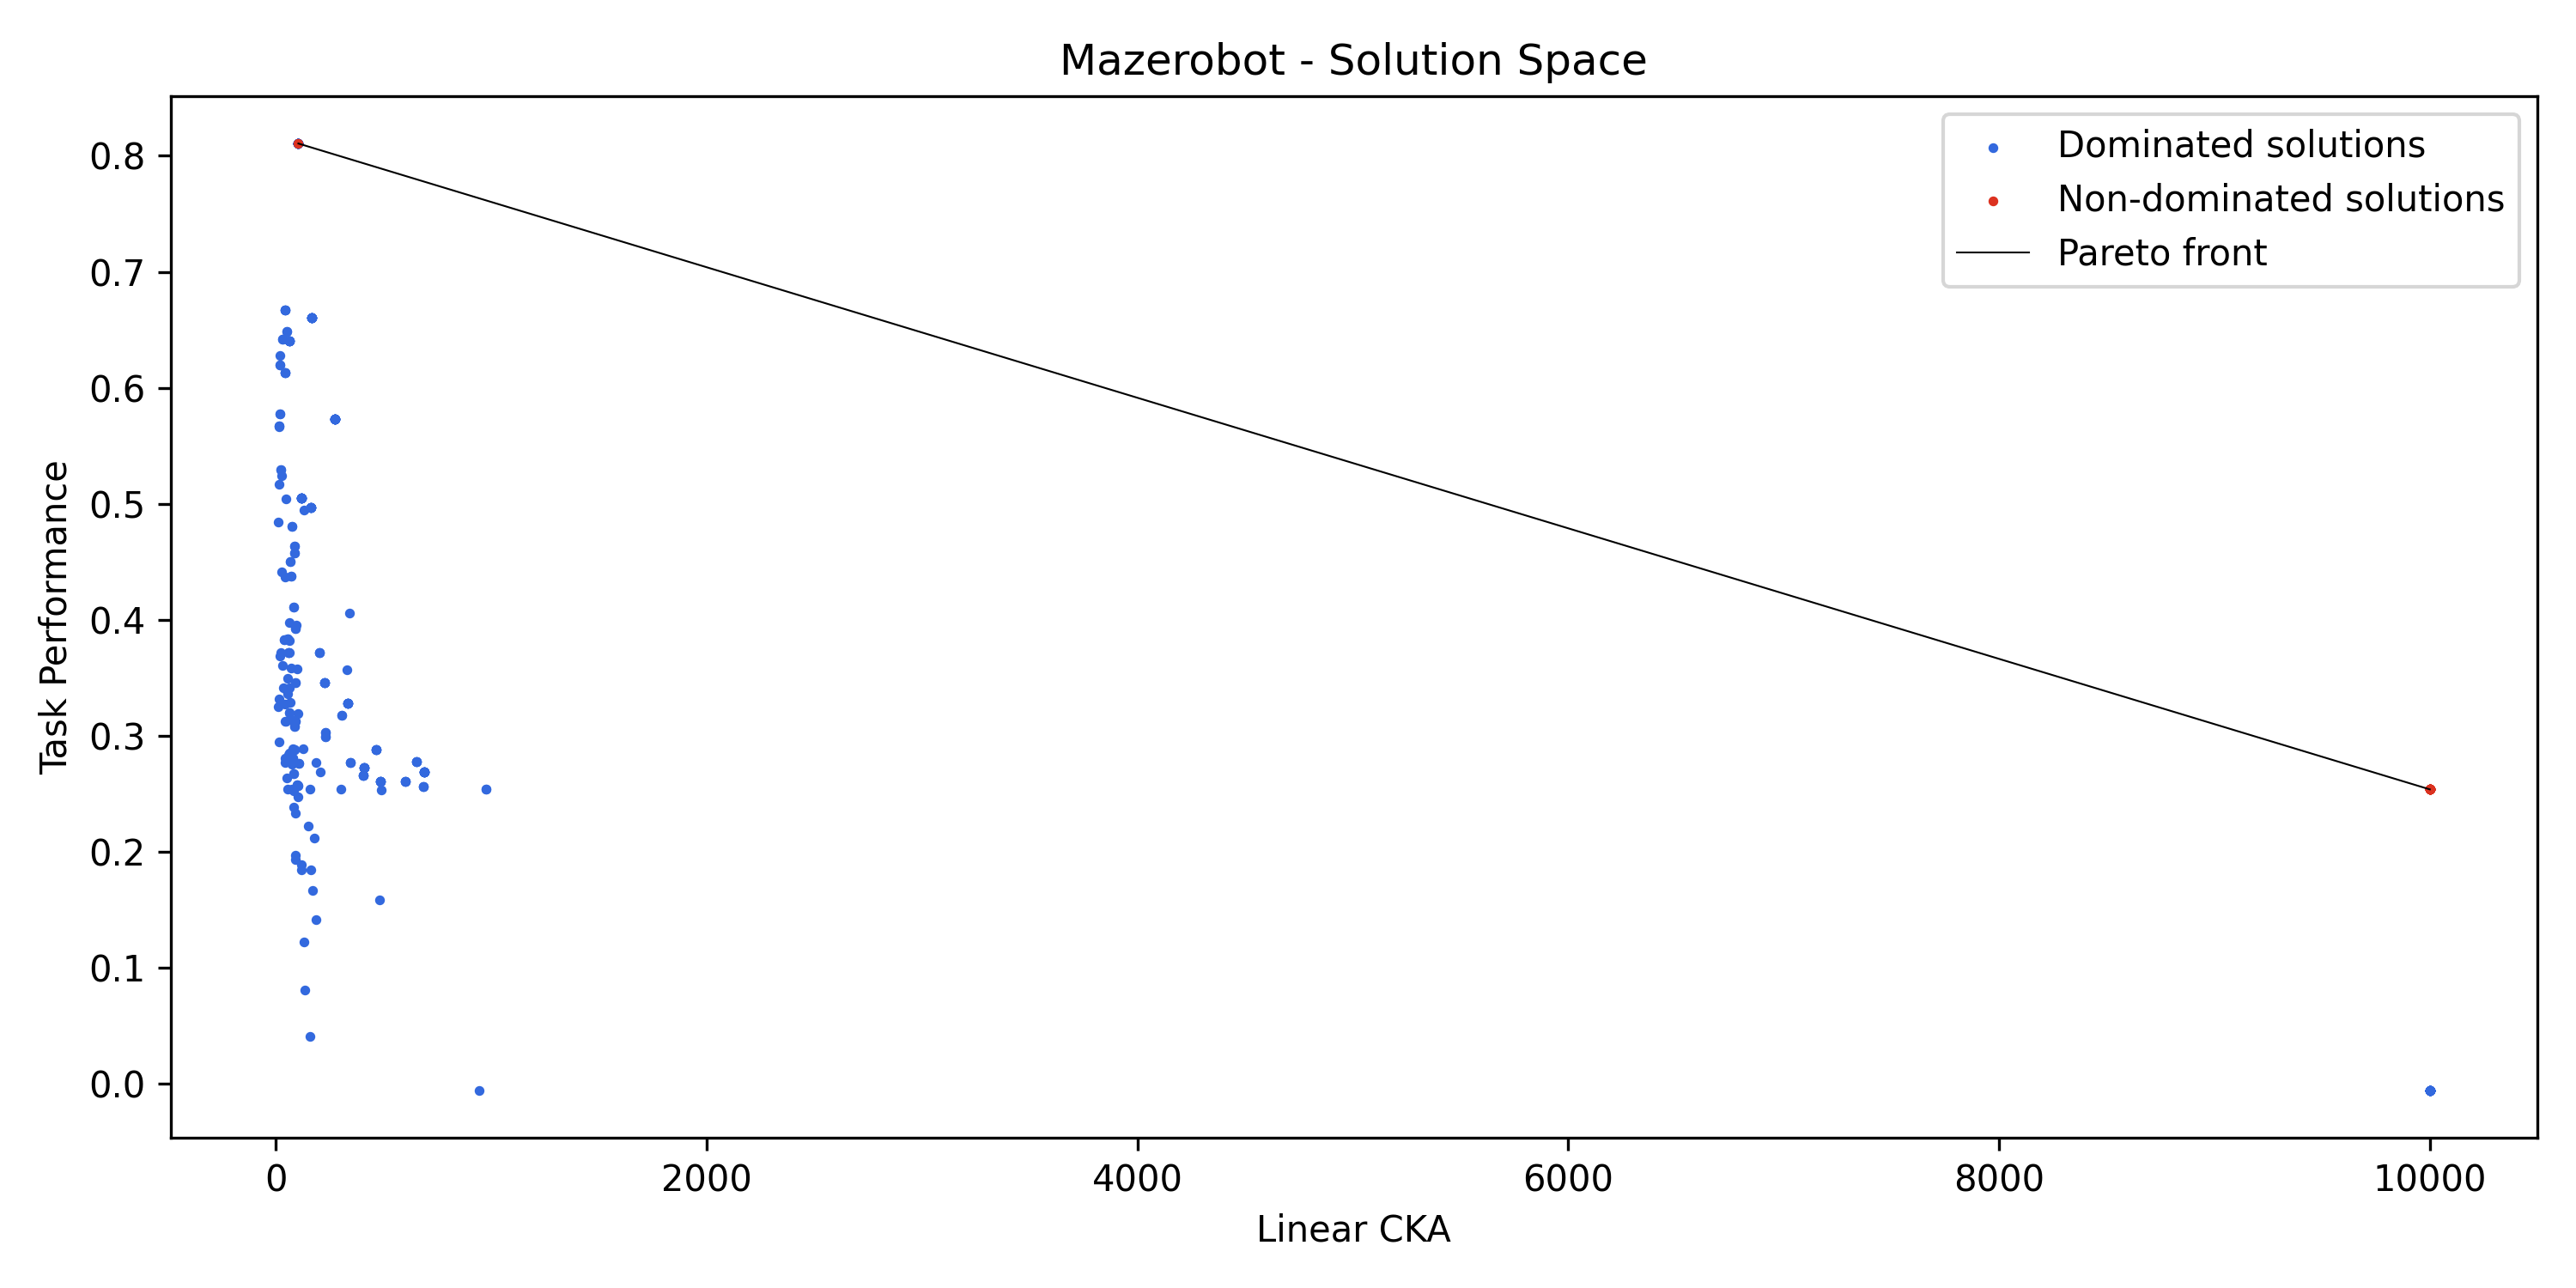 Mazerobot - Solution Space
Dominated solutions
Non-dominated solutions
Pareto front
0.8
0.7
0.6
0.5
0.4
0.3
0.2
0.1
0.0
Task Performance
0 2000 4000 6000 8000 10000
Linear CKA